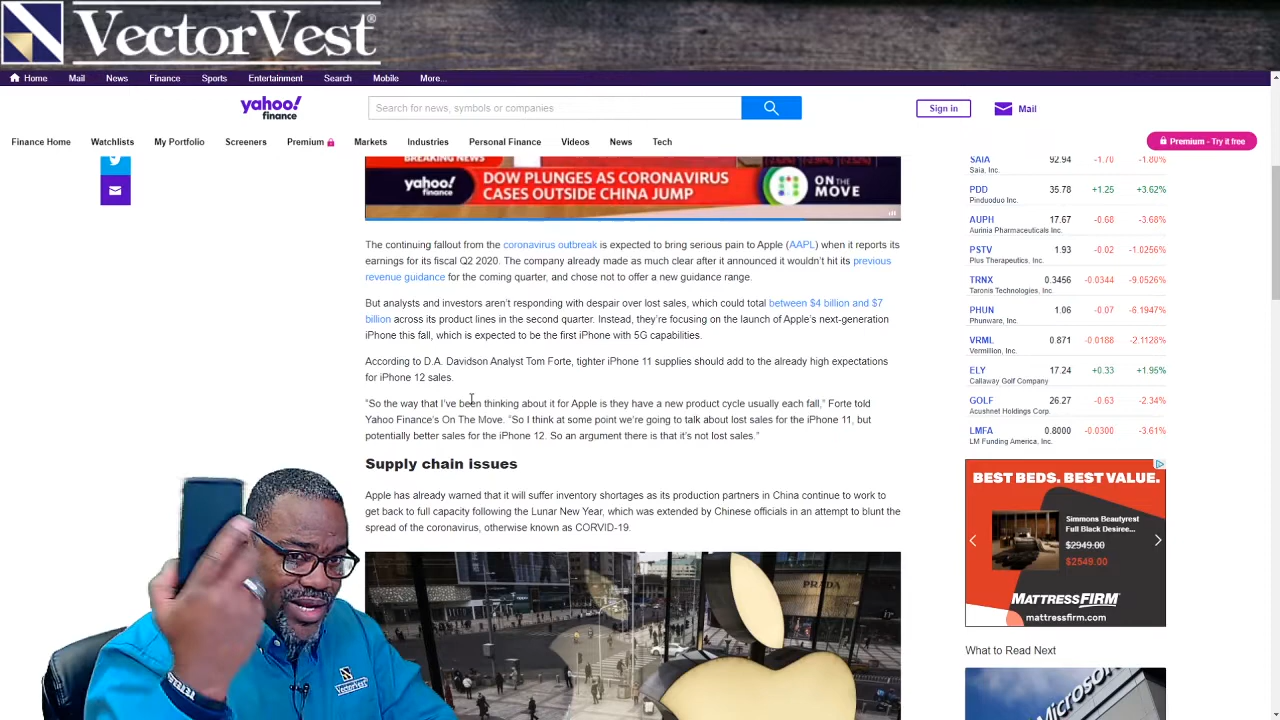 VectorVest®
Home Mail News Finance Sports Entertainment Search Mobile More...
yahoo!
finance
Search for news, symbols or companies
Sign in
Mail
Finance Home Watchlists My Portfolio Screeners Premium Markets Industries Personal Finance Videos News Tech
Premium - Try it free
BREAKING NEWS
yahoo!
finance
DOW PLUNGES AS CORONAVIRUS
CASES OUTSIDE CHINA JUMP
ON THE
MOVE
The continuing fallout from the coronavirus outbreak is expected to bring serious pain to Apple (AAPL) when it reports its
earnings for its fiscal Q2 2020. The company already made as much clear after it announced it wouldn't hit its previous
revenue guidance for the coming quarter, and chose not to offer a new guidance range.
But analysts and investors aren't responding with despair over lost sales, which could total between $4 billion and $7
billion across its product lines in the second quarter. Instead, they're focusing on the launch of Apple's next-generation
iPhone this fall, which is expected to be the first iPhone with 5G capabilities.
According to D.A. Davidson Analyst Tom Forte, tighter iPhone 11 supplies should add to the already high expectations
for iPhone 12 sales.
"So the way that I've been thinking about it for Apple is they have a new product cycle usually each fall," Forte told
Yahoo Finance's On The Move. "So I think at some point we're going to talk about lost sales for the iPhone 11, but
potentially better sales for the iPhone 12. So an argument there is that it's not lost sales."
Supply chain issues
Apple has already warned that it will suffer inventory shortages as its production partners in China continue to work to
get back to full capacity following the Lunar New Year, which was extended by Chinese officials in an attempt to blunt the
spread of the coronavirus, otherwise known as CORVID-19.
PRADA
VectorVest
SAIA 92.94 -1.70 -1.80%
Saia, Inc.
PDD 35.78 +1.25 +3.62%
Pinduoduo Inc.
AUPH 17.67 -0.68 -3.68%
Aurinia Pharmaceuticals Inc.
PSTV 1.93 -0.02 -1.0256%
Plus Therapeutics, Inc.
TRNX 0.3456 -0.0344 -9.0526%
Taronis Technologies, Inc.
PHUN 1.06 -0.07 -6.1947%
Phunware, Inc.
VRML 0.871 -0.0188 -2.1128%
Vermillion, Inc.
ELY 17.24 +0.33 +1.95%
Callaway Golf Company
GOLF 26.27 -0.63 -2.34%
Acushnet Holdings Corp.
LMFA 0.8000 -0.0300 -3.61%
LM Funding America, Inc.
BEST BEDS. BEST VALUE.
Simmons Beautyrest
Full Black Desiree...
$2949.00
$2549.00
MATTRESSFIRM
mattressfirm.com
What to Read Next
Microsoft